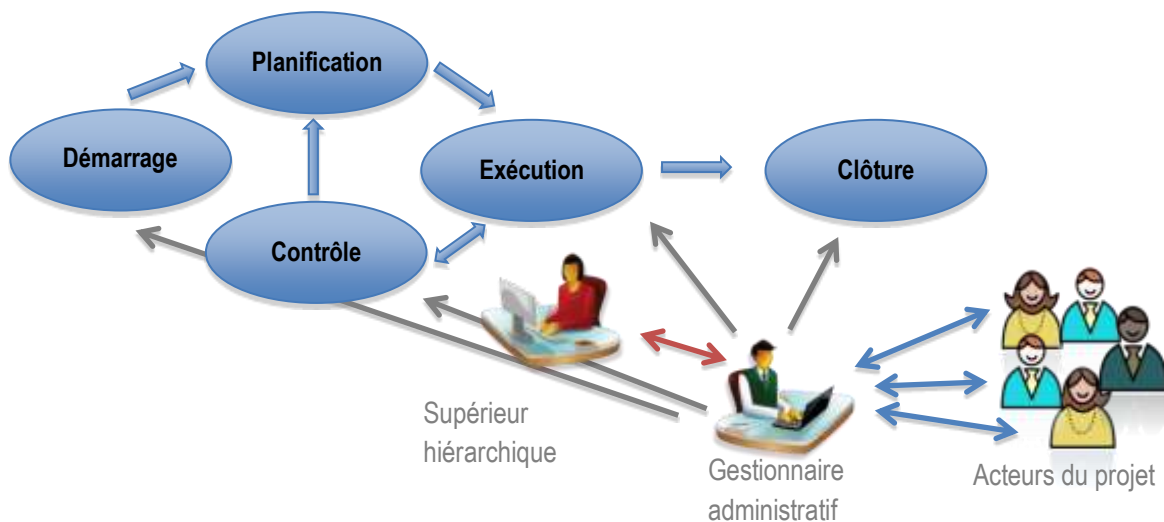 Planification
Démarrage
Exécution
Clôture
Contrôle
Supérieur
hiérarchique
Gestionnaire
administratif
Acteurs du projet